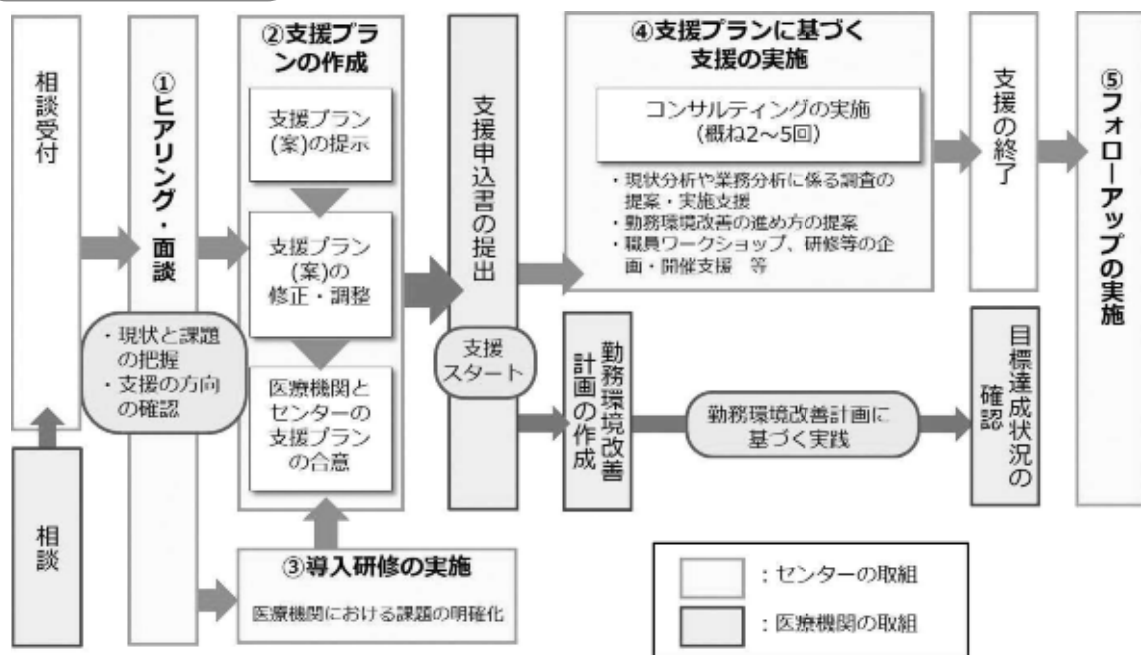 相談受付
相談
①ヒアリング・面談
・現状と課題
の把握
・支援の方向
の確認
②支援プラ
ンの作成
支援プラン
(案)の提示
支援プラン
(案)の
修正・調整
医療機関と
センターの
支援プラン
の合意
③導入研修の実施
医療機関における課題の明確化
支援申込書の提出
支援
スタート
④支援プランに基づく
支援の実施
コンサルティングの実施
(概ね2～5回)
・現状分析や業務分析に係る調査の
提案・実施支援
・勤務環境改善の進め方の提案
・職員ワークショップ、研修等の企
画・開催支援　等
勤務環境改善
計画の作成
勤務環境改善計画に
基づく実践
支援の終了
目標達成状況の
確認
⑤フォローアップの実施
：センターの取組
：医療機関の取組